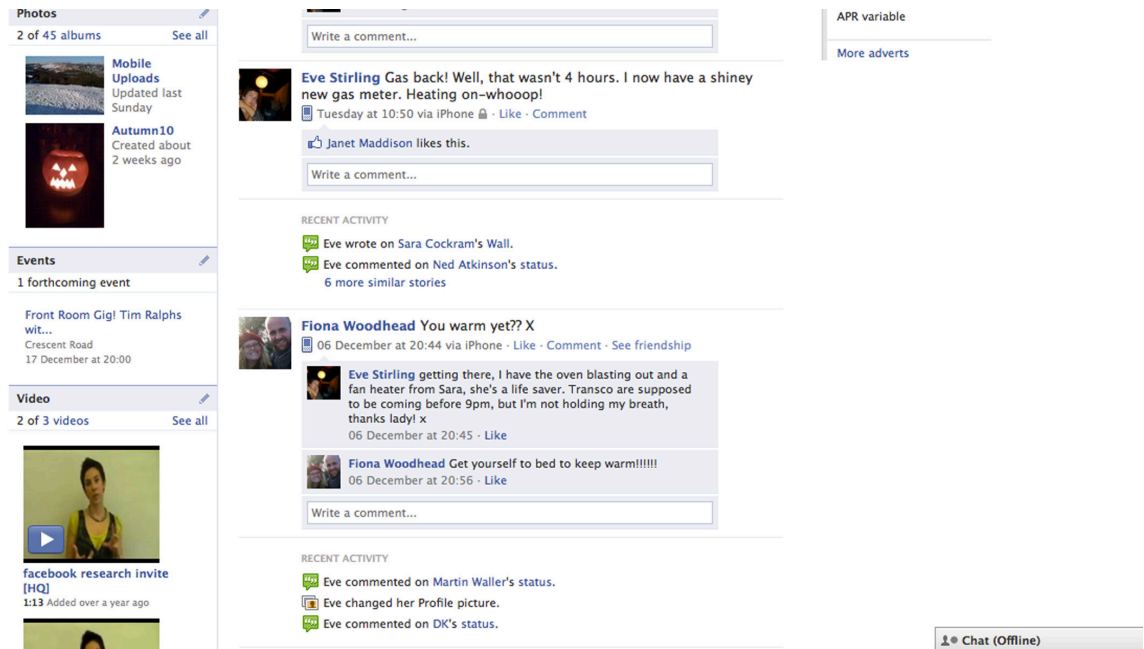 Photos
2 of 45 albums See all
Mobile
Uploads
Updated last
Sunday
Autumn10
Created about
2 weeks ago
Events
1 forthcoming event
Front Room Gig! Tim Ralphs
wit...
Crescent Road
17 December at 20:00
Video
2 of 3 videos See all
facebook research invite
[HQ]
1:13 Added over a year ago
Write a comment...
Eve Stirling Gas back! Well, that wasn't 4 hours. I now have a shiney
new gas meter. Heating on-whooop!
Tuesday at 10:50 via iPhone · Like · Comment
Janet Maddison likes this.
Write a comment...
RECENT ACTIVITY
Eve wrote on Sara Cockram's Wall.
Eve commented on Ned Atkinson's status.
6 more similar stories
Fiona Woodhead You warm yet?? X
06 December at 20:44 via iPhone · Like · Comment · See friendship
Eve Stirling getting there, I have the oven blasting out and a
fan heater from Sara, she's a life saver. Transco are supposed
to be coming before 9pm, but I'm not holding my breath,
thanks lady! x
06 December at 20:45 · Like
Fiona Woodhead Get yourself to bed to keep warm!!!!!!
06 December at 20:56 · Like
Write a comment...
RECENT ACTIVITY
Eve commented on Martin Waller's status.
Eve changed her Profile picture.
Eve commented on DK's status.
APR variable
More adverts
Chat (Offline)